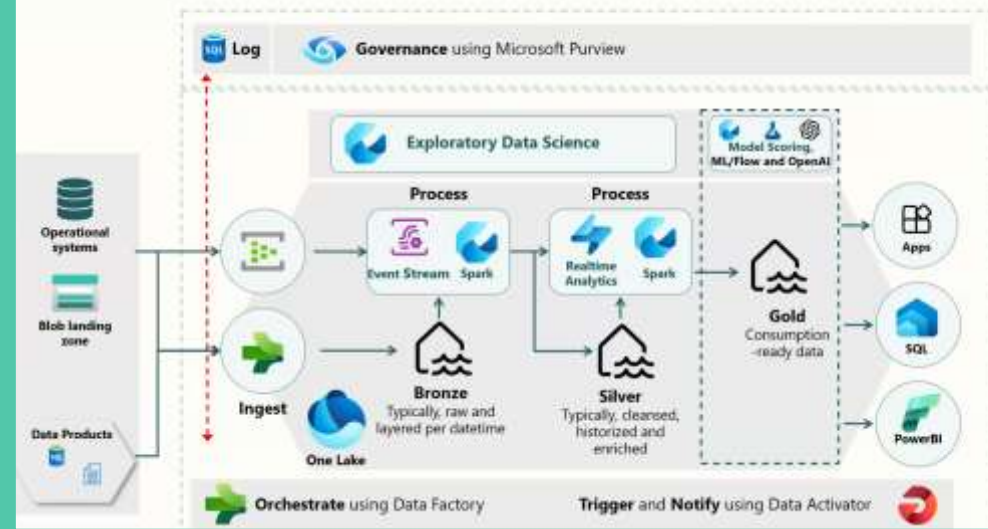 SQL
Log
Governance using Microsoft Purview
Exploratory Data Science
Model Scoring,
ML/Flow and OpenAI
Process
Process
Operational
systems
Event Stream
Spark
Realtime
Analytics
Spark
Apps
Blob landing
zone
Gold
Consumption
-ready data
SQL
Ingest
Bronze
Typically, raw and
layered per datetime
Silver
Typically, cleansed,
historized and
enriched
Data Products
One Lake
PowerBI
Orchestrate using Data Factory
Trigger and Notify using Data Activator